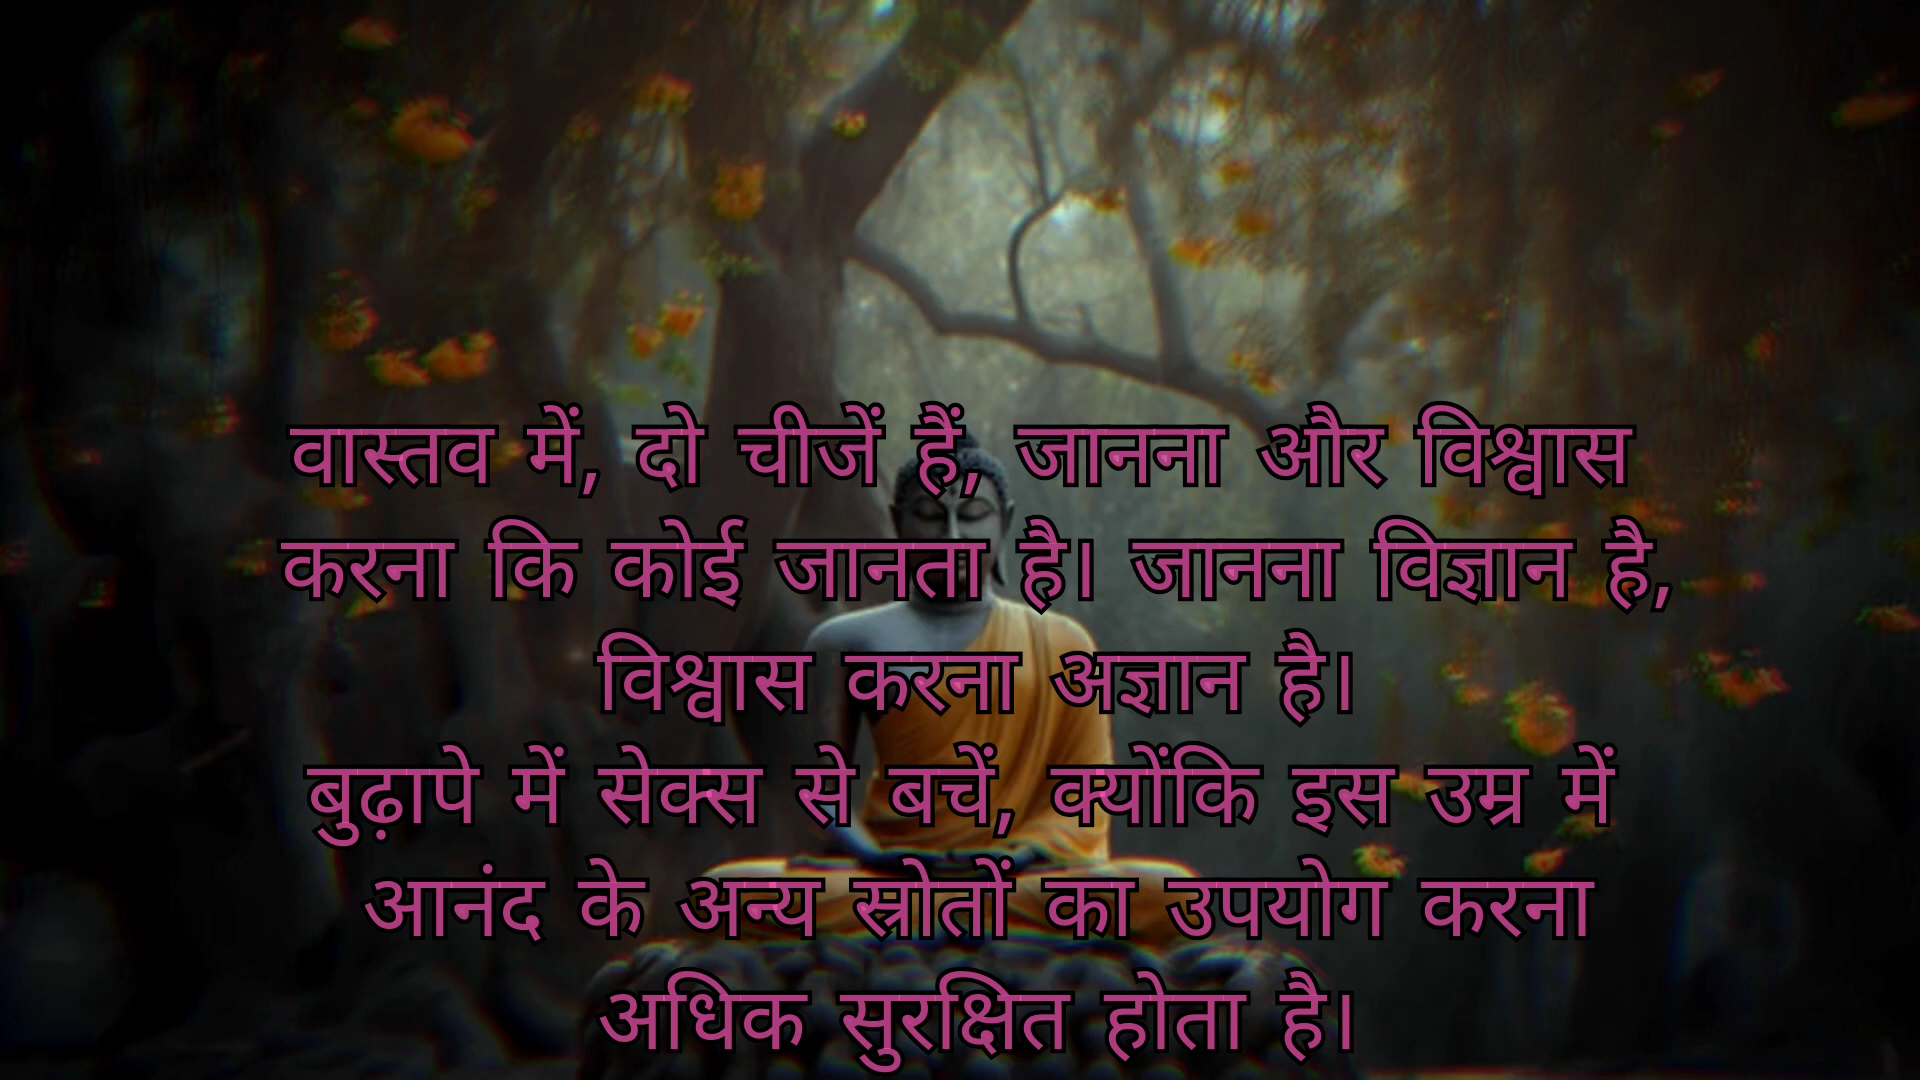 वास्तव में, दो चीजें हैं, जानना और विश्वास
करना कि कोई जानता है। जानना विज्ञान है,
विश्वास करना अज्ञान है।
बुढ़ापे में सेक्स से बचें, क्योंकि इस उम्र में
आनंद के अन्य स्रोतों का उपयोग करना
अधिक सुरक्षित होता है।